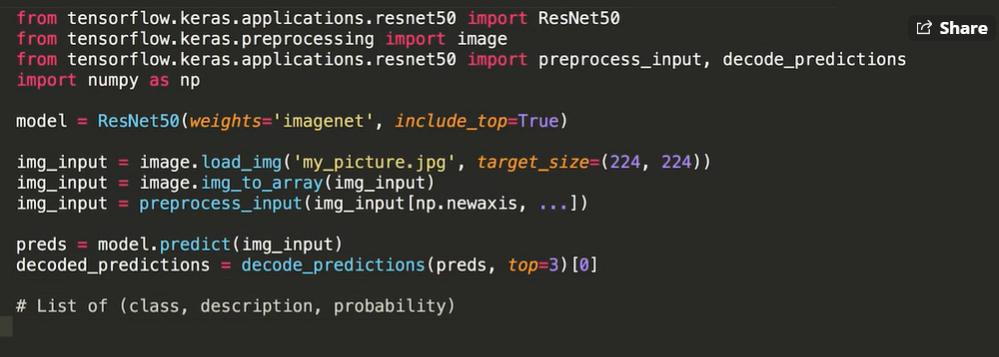 from tensorflow.keras.applications.resnet50 import ResNet50
from tensorflow.keras.preprocessing import image
from tensorflow.keras.applications.resnet50 import preprocess_input, decode_predictions
import numpy as np
model = ResNet50(weights='imagenet', include_top=True)
img_input = image.load_img('my_picture.jpg', target_size=(224, 224))
img_input = image.img_to_array(img_input)
img_input = preprocess_input(img_input[np.newaxis, ...])
preds = model.predict(img_input)
decoded_predictions = decode_predictions(preds, top=3)[0]
# List of (class, description, probability)
Share